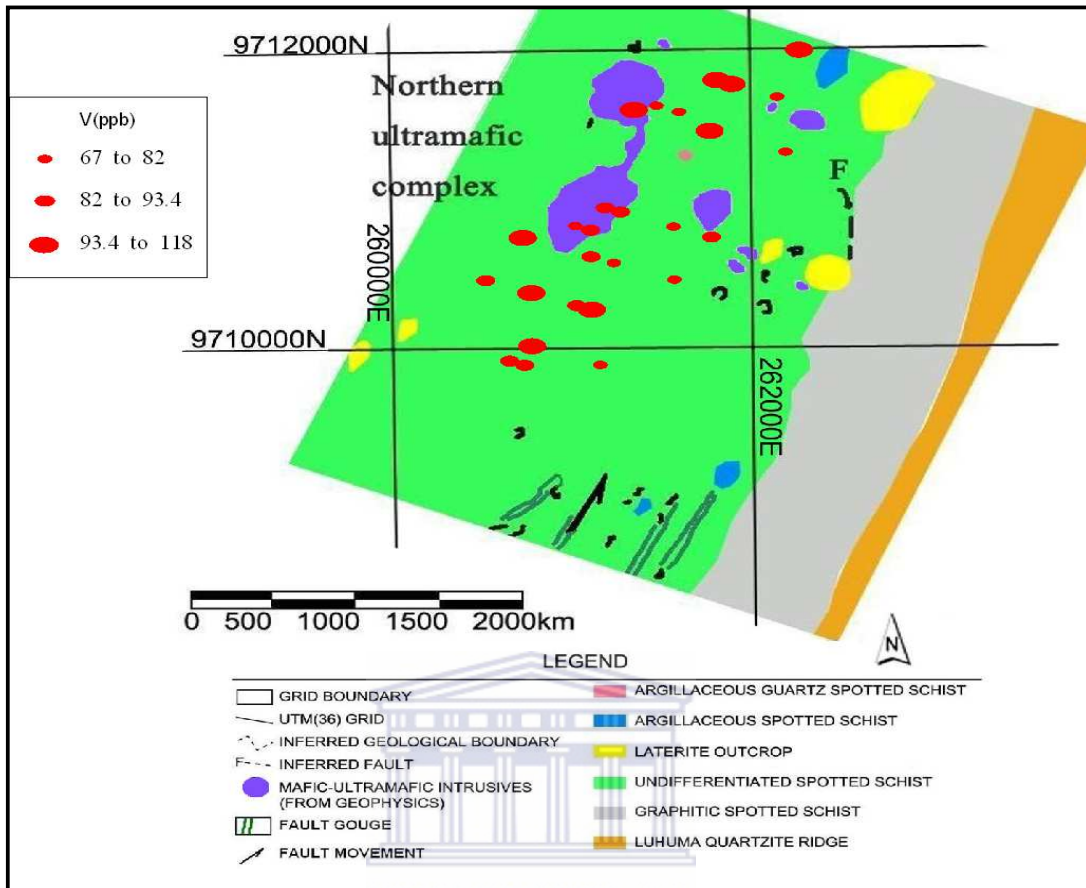 9712000N
Northern
ultramafic
complex
V(ppb)
67 to 82
82 to 93.4
93.4 to 118
F
260000E
9710000N
262000E
0 500 1000 1500 2000km
N
LEGEND
GRID BOUNDARY
UTM(36) GRID
INFERRED GEOLOGICAL BOUNDARY
F INFERRED FAULT
MAFIC-ULTRAMAFIC INTRUSIVES
(FROM GEOPHYSICS)
FAULT GOUGE
FAULT MOVEMENT
ARGILLACEOUS GUARTZ SPOTTED SCHIST
ARGILLACEOUS SPOTTED SCHIST
LATERITE OUTCROP
UNDIFFERENTIATED SPOTTED SCHIST
GRAPHITIC SPOTTED SCHIST
LUHUMA QUARTZITE RIDGE